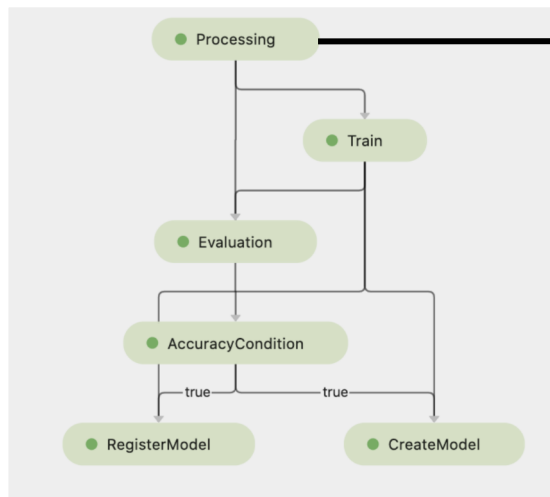 Processing
Train
Evaluation
AccuracyCondition
true
true
RegisterModel
CreateModel